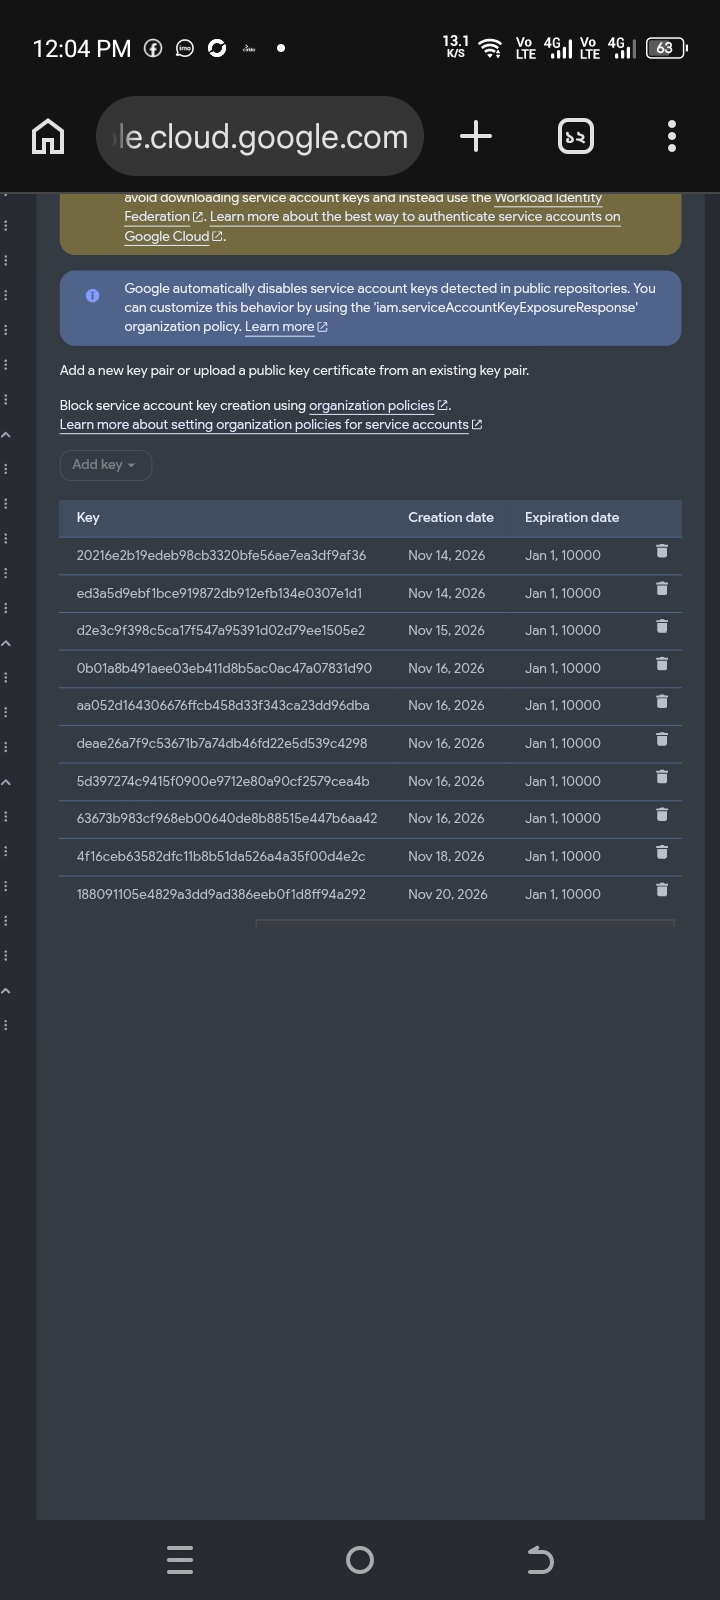 12:04 PM
13.1
K/S
Vo
LTE
4G
Vo
LTE
4G
63
le.cloud.google.com
১২
avoid downloading service account keys and instead use the Workload Identity
Federation. Learn more about the best way to authenticate service accounts on
Google Cloud.
Google automatically disables service account keys detected in public repositories. You
can customize this behavior by using the 'iam.serviceAccountKeyExposureResponse'
organization policy. Learn more
Add a new key pair or upload a public key certificate from an existing key pair.
Block service account key creation using organization policies.
Learn more about setting organization policies for service accounts
Add key
Key Creation date Expiration date
20216e2b19edeb98cb3320bfe56ae7ea3df9af36 Nov 14, 2026 Jan 1, 10000
ed3a5d9ebf1bce919872db912efb134e0307e1d1 Nov 14, 2026 Jan 1, 10000
d2e3c9f398c5ca17f547a95391d02d79ee1505e2 Nov 15, 2026 Jan 1, 10000
0b01a8b491aee03eb411d8b5ac0ac47a07831d90 Nov 16, 2026 Jan 1, 10000
aa052d164306676ffcb458d33f343ca23dd96dba Nov 16, 2026 Jan 1, 10000
deae26a7f9c53671b7a74db46fd22e5d539c4298 Nov 16, 2026 Jan 1, 10000
5d397274c9415f0900e9712e80a90cf2579cea4b Nov 16, 2026 Jan 1, 10000
63673b983cf968eb00640de8b88515e447b6aa42 Nov 16, 2026 Jan 1, 10000
4f16ceb63582dfc11b8b51da526a4a35f00d4e2c Nov 18, 2026 Jan 1, 10000
188091105e4829a3dd9ad386eeb0f1d8ff94a292 Nov 20, 2026 Jan 1, 10000